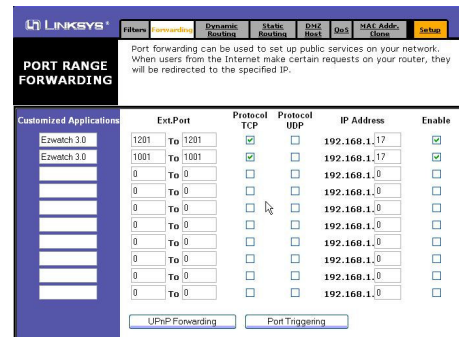 LINKSYS®
Filters Forwarding Dynamic Routing Static Routing DMZ Host QoS MAC Addr. Clone Setup
PORT RANGE FORWARDING
Port forwarding can be used to set up public services on your network.
When users from the Internet make certain requests on your router, they
will be redirected to the specified IP.
Customized Applications Ext.Port Protocol TCP Protocol UDP IP Address Enable
Ezwatch 3.0 1201 To 1201 192.168.1. 17
Ezwatch 3.0 1001 To 1001 192.168.1. 17
0 To 0 192.168.1. 0
0 To 0 192.168.1. 0
0 To 0 192.168.1. 0
0 To 0 192.168.1. 0
0 To 0 192.168.1. 0
0 To 0 192.168.1. 0
0 To 0 192.168.1. 0
0 To 0 192.168.1. 0
UPnP Forwarding Port Triggering